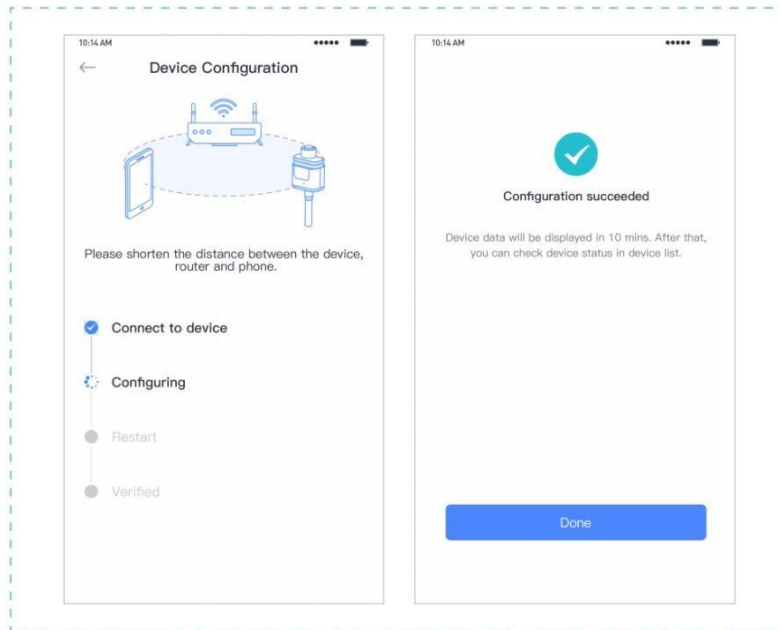 10:14 AM
Device Configuration
Please shorten the distance between the device,
router and phone.
Connect to device
Configuring
Restart
Verified
10:14 AM
Configuration succeeded
Device data will be displayed in 10 mins. After that,
you can check device status in device list.
Done